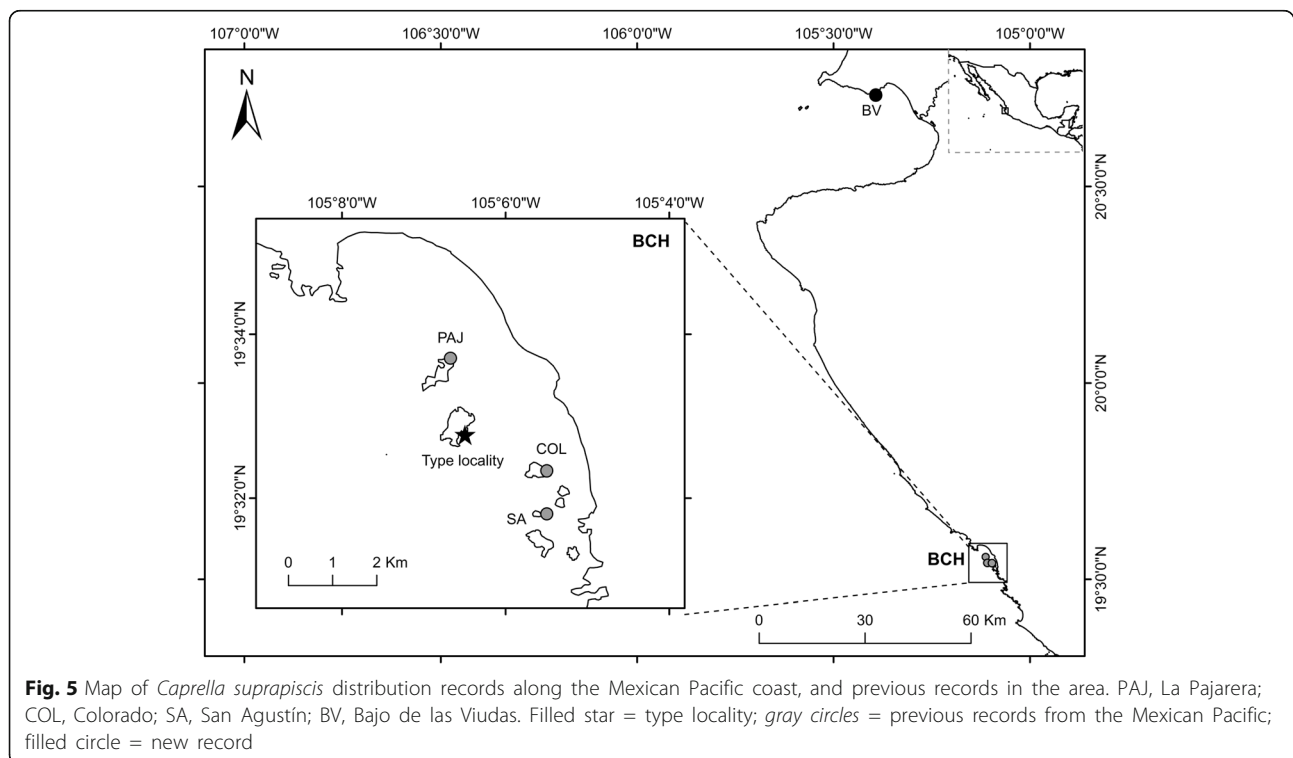 107°0'0"W 106°30'0"W 106°0'0"W 105°30'0"W 105°0'0"W
N
BV
20°30'0"N
105°8'0"W 105°6'0"W 105°4'0"W
BCH
19°34'0"N
PAJ
20°0'0"N
Type locality
COL
19°32'0"N
SA
0 1 2 Km
BCH
19°30'0"N
0 30 60 Km
Fig. 5 Map of Caprella suprapiscis distribution records along the Mexican Pacific coast, and previous records in the area. PAJ, La Pajarera;
COL, Colorado; SA, San Agustín; BV, Bajo de las Viudas. Filled star = type locality; gray circles = previous records from the Mexican Pacific;
filled circle = new record